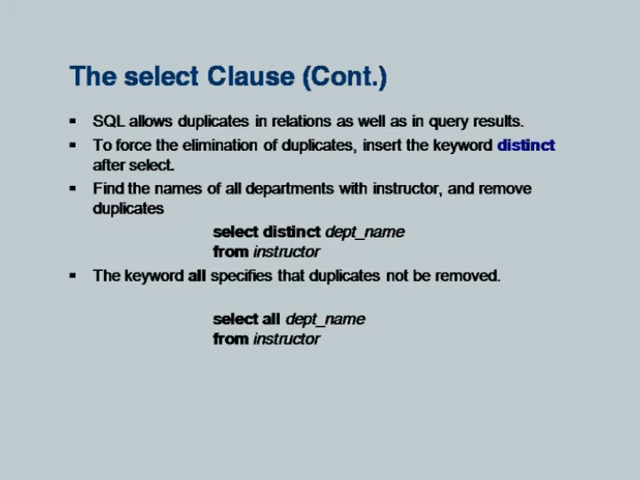 The select Clause (Cont.)
▪ SQL allows duplicates in relations as well as in query results.
▪ To force the elimination of duplicates, insert the keyword distinct
after select.
▪ Find the names of all departments with instructor, and remove
duplicates
select distinct dept_name
from instructor
▪ The keyword all specifies that duplicates not be removed.
select all dept_name
from instructor